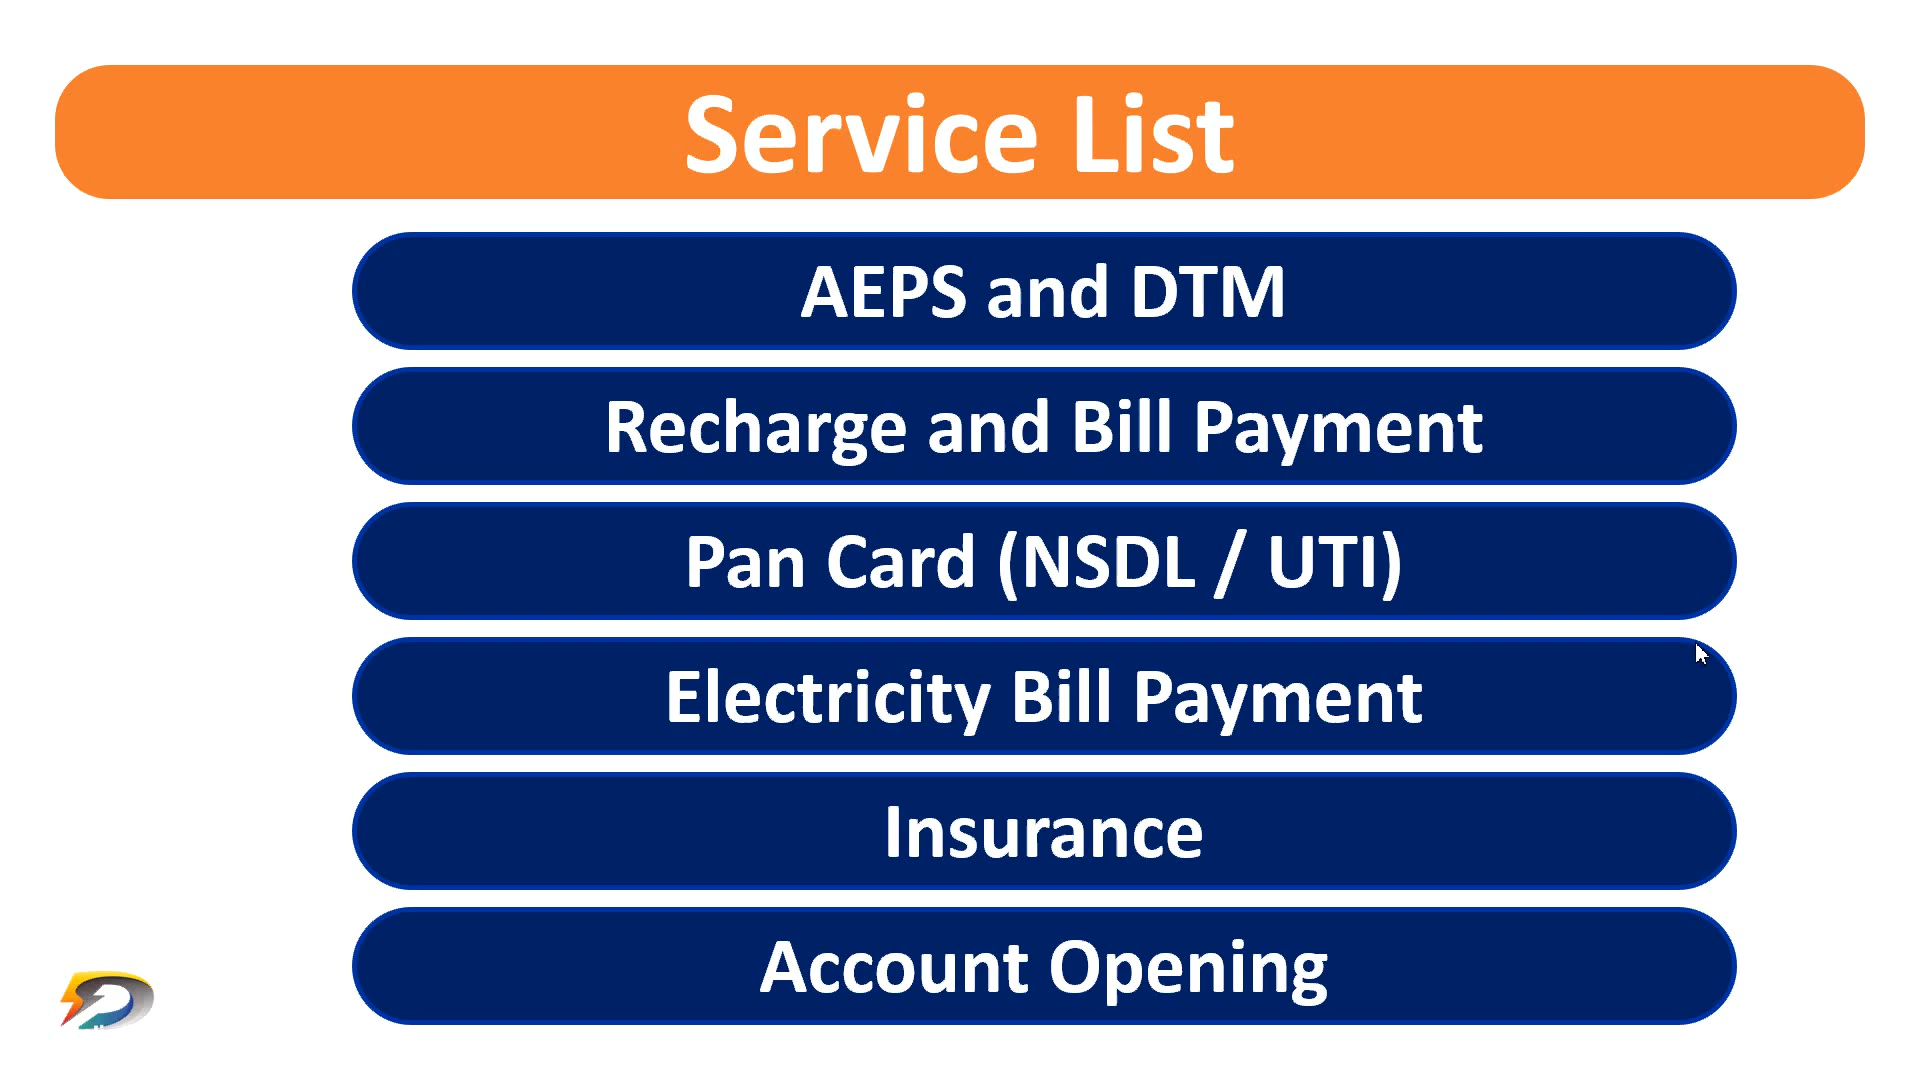 Service List
AEPS and DTM
Recharge and Bill Payment
Pan Card (NSDL / UTI)
Electricity Bill Payment
Insurance
Account Opening